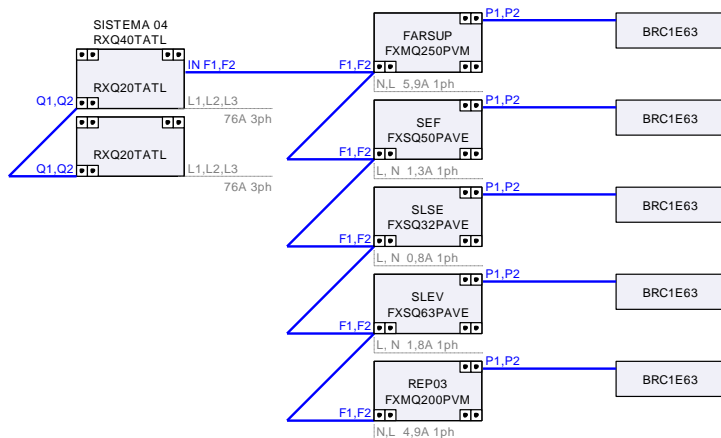 SISTEMA 04
RXQ40TATL
RXQ20TATL
IN F1,F2
Q1,Q2
L1,L2,L3
76A 3ph
RXQ20TATL
Q1,Q2
L1,L2,L3
76A 3ph
FARSUP
FXMQ250PVM
P1,P2
BRC1E63
F1,F2
N,L 5,9A 1ph
SEF
FXSQ50PAVE
P1,P2
BRC1E63
F1,F2
L, N 1,3A 1ph
SLSE
FXSQ32PAVE
P1,P2
BRC1E63
F1,F2
L, N 0,8A 1ph
SLEV
FXSQ63PAVE
P1,P2
BRC1E63
F1,F2
L, N 1,8A 1ph
REP03
FXMQ200PVM
P1,P2
BRC1E63
F1,F2
N,L 4,9A 1ph